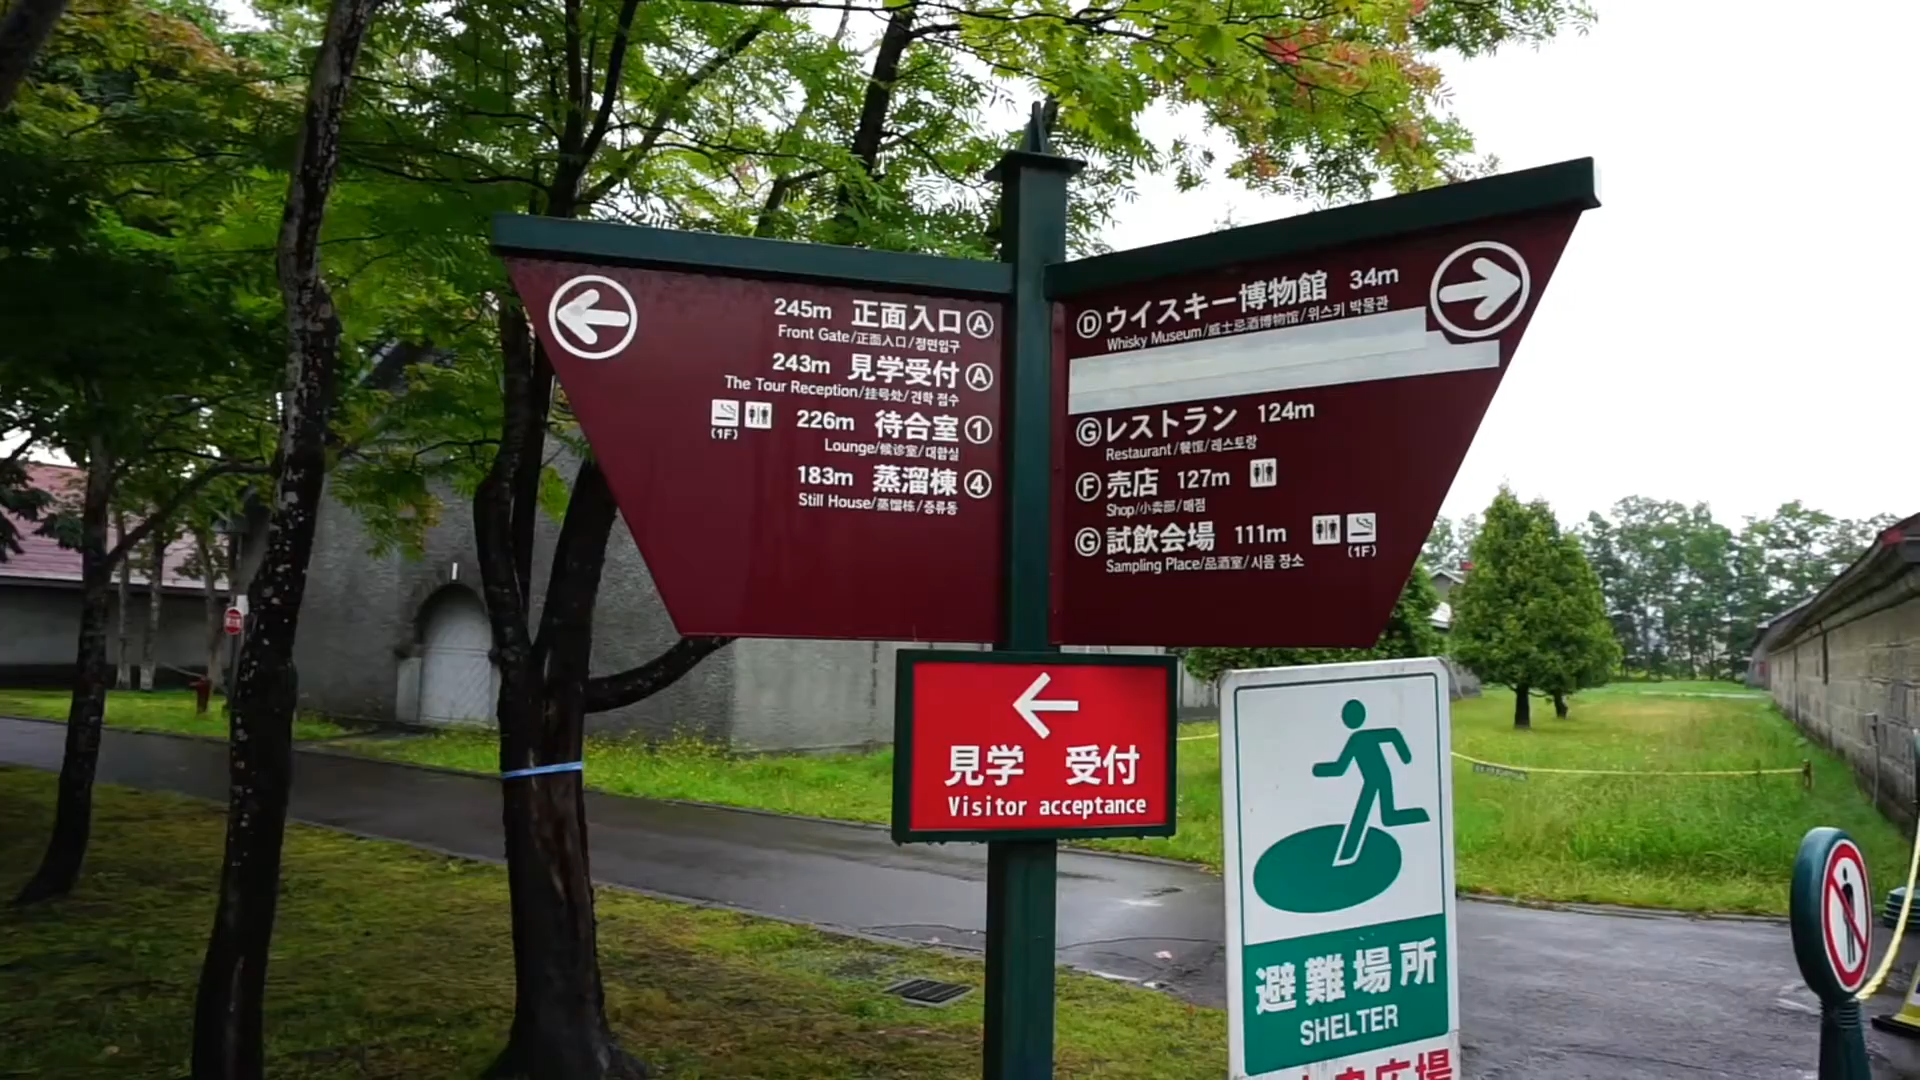 245m 正面入口 A
Front Gate/正面入口/정면입구
243m 見学受付 A
The Tour Reception/挂号处/견학 접수
(1F) 226m 待合室 1
Lounge/候诊室/대합실
183m 蒸溜棟 4
Still House/蒸馏栋/증류동
D ウイスキー博物館 34m
Whisky Museum/威士忌酒博物馆/위스키 박물관
G レストラン 124m
Restaurant/餐馆/레스토랑
F 売店 127m
Shop/小卖部/매점
G 試飲会場 111m (1F)
Sampling Place/品酒室/시음 장소
見学 受付
Visitor acceptance
避難場所
SHELTER